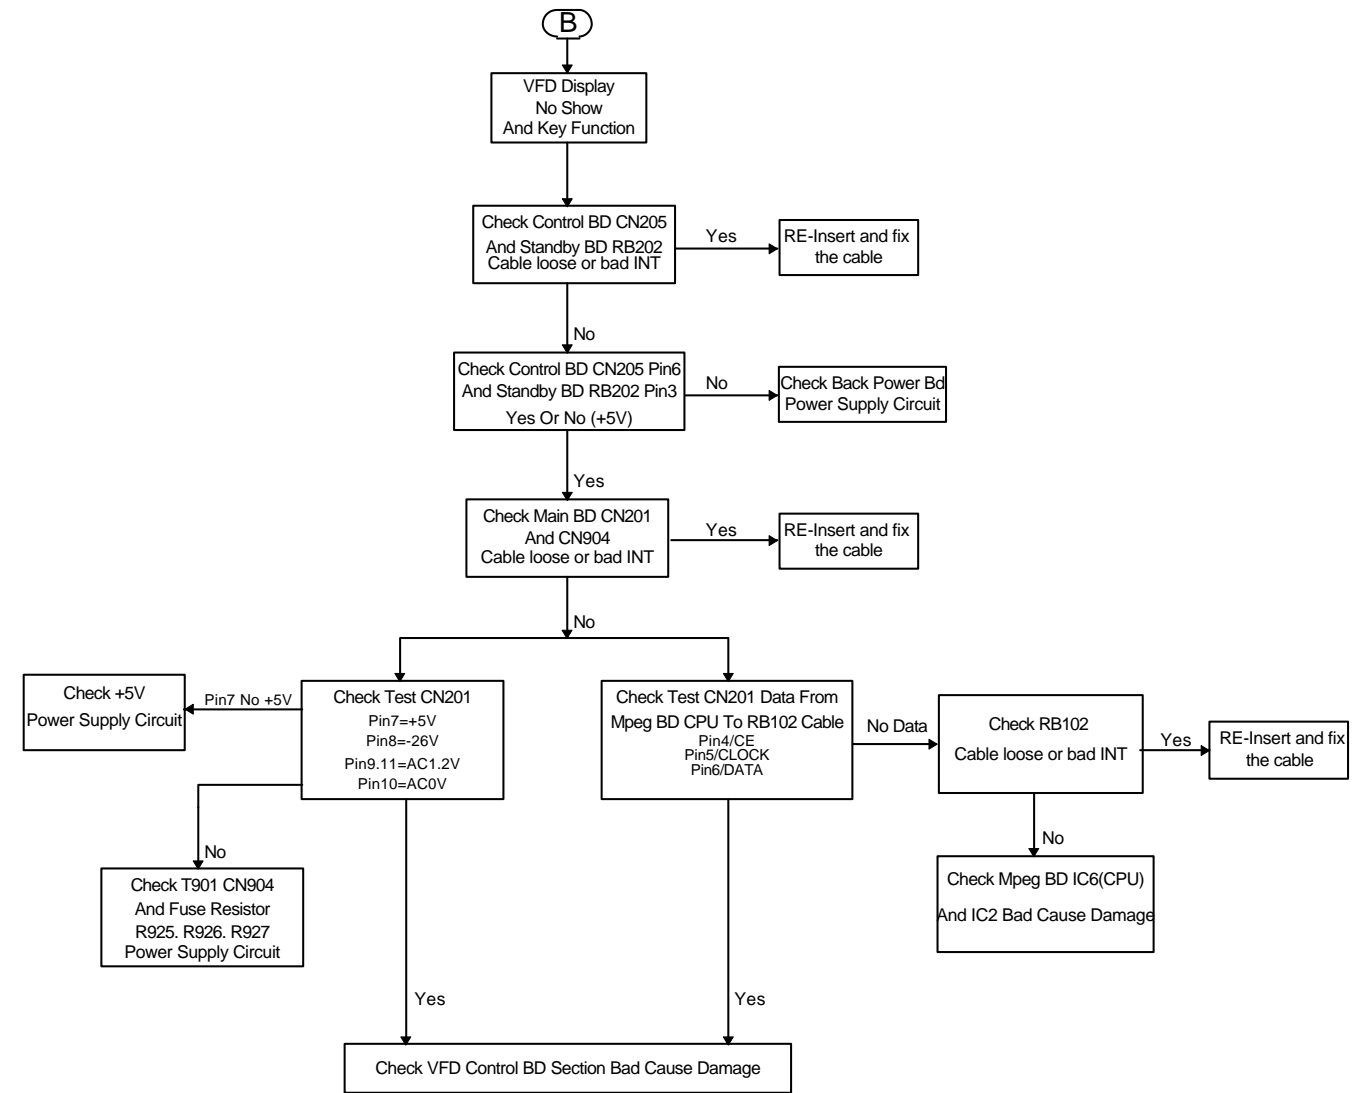 B
VFD Display
No Show
And Key Function
Check Control BD CN205
And Standby BD RB202
Cable loose or bad INT
Yes
RE-Insert and fix
the cable
No
Check Control BD CN205 Pin6
And Standby BD RB202 Pin3
Yes Or No (+5V)
No
Check Back Power Bd
Power Supply Circuit
Yes
Check Main BD CN201
And CN904
Cable loose or bad INT
Yes
RE-Insert and fix
the cable
No
Check +5V
Power Supply Circuit
Pin7 No +5V
Check Test CN201
Pin7=+5V
Pin8=-26V
Pin9.11=AC1.2V
Pin10=AC0V
Check Test CN201 Data From
Mpeg BD CPU To RB102 Cable
Pin4/CE
Pin5/CLOCK
Pin6/DATA
No Data
Check RB102
Cable loose or bad INT
Yes
RE-Insert and fix
the cable
No
Check T901 CN904
And Fuse Resistor
R925. R926. R927
Power Supply Circuit
No
Check Mpeg BD IC6(CPU)
And IC2 Bad Cause Damage
Yes
Yes
Check VFD Control BD Section Bad Cause Damage